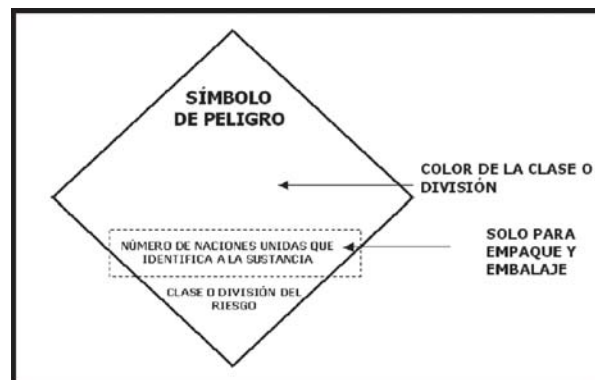 SÍMBOLO
DE PELIGRO
COLOR DE LA CLASE O
DIVISIÓN
NÚMERO DE NACIONES UNIDAS QUE
IDENTIFICA A LA SUSTANCIA
SOLO PARA
EMPAQUE Y
EMBALAJE
CLASE O DIVISIÓN DEL
RIESGO